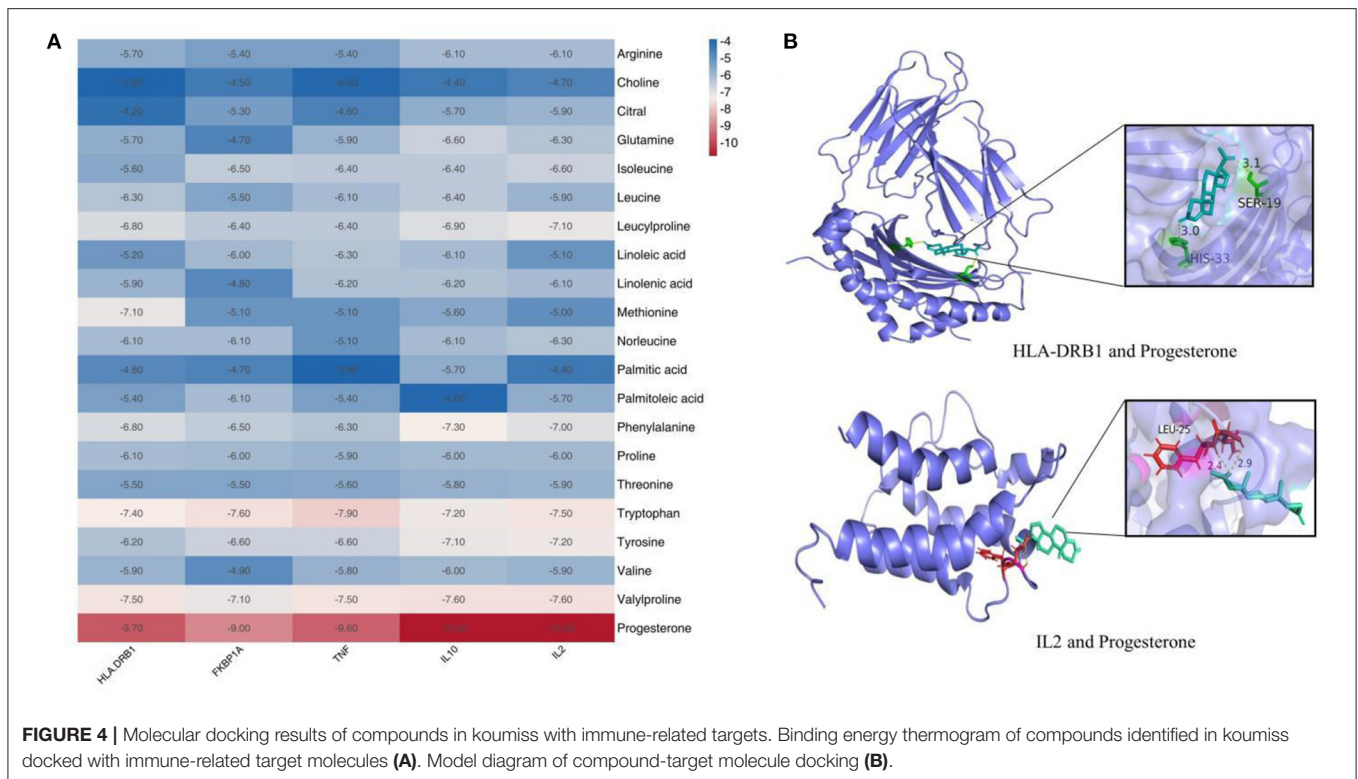 A
-5.70 -5.40 -5.40 -6.10 -6.10 Arginine
-4.50 -4.00 -4.40 -4.70 Choline
-4.20 -5.30 -4.60 -5.70 -5.90 Citral
-5.70 -4.70 -5.90 -6.60 -6.30 Glutamine
-5.60 -6.50 -6.40 -6.40 -6.60 Isoleucine
-6.30 -5.50 -6.10 -6.40 -5.90 Leucine
-6.80 -6.40 -6.40 -6.90 -7.10 Leucylproline
-5.20 -6.00 -6.30 -6.10 -5.10 Linoleic acid
-5.90 -4.80 -6.20 -6.20 -6.10 Linolenic acid
-7.10 -5.10 -5.10 -5.60 -5.00 Methionine
-6.10 -6.10 -5.10 -6.10 -6.30 Norleucine
-4.80 -4.70 -5.70 -4.40 Palmitic acid
-5.40 -6.10 -5.40 -4.00 -5.70 Palmitoleic acid
-6.80 -6.50 -6.30 -7.30 -7.00 Phenylalanine
-6.10 -6.00 -5.90 -6.00 -6.00 Proline
-5.50 -5.50 -5.60 -5.80 -5.90 Threonine
-7.40 -7.60 -7.90 -7.20 -7.50 Tryptophan
-6.20 -6.60 -6.60 -7.10 -7.20 Tyrosine
-5.90 -4.90 -5.80 -6.00 -5.90 Valine
-7.50 -7.10 -7.50 -7.60 -7.60 Valylproline
-9.70 -9.00 -9.60 Progesterone
HLA.DRB1 FKBP1A TNF IL10 IL2
-4
-5
-6
-7
-8
-9
-10
B
3.1
SER-19
3.0
HIS-33
HLA-DRB1 and Progesterone
LEU-25
2.4 2.9
IL2 and Progesterone
FIGURE 4 | Molecular docking results of compounds in koumiss with immune-related targets. Binding energy thermogram of compounds identified in koumiss
docked with immune-related target molecules (A). Model diagram of compound-target molecule docking (B).